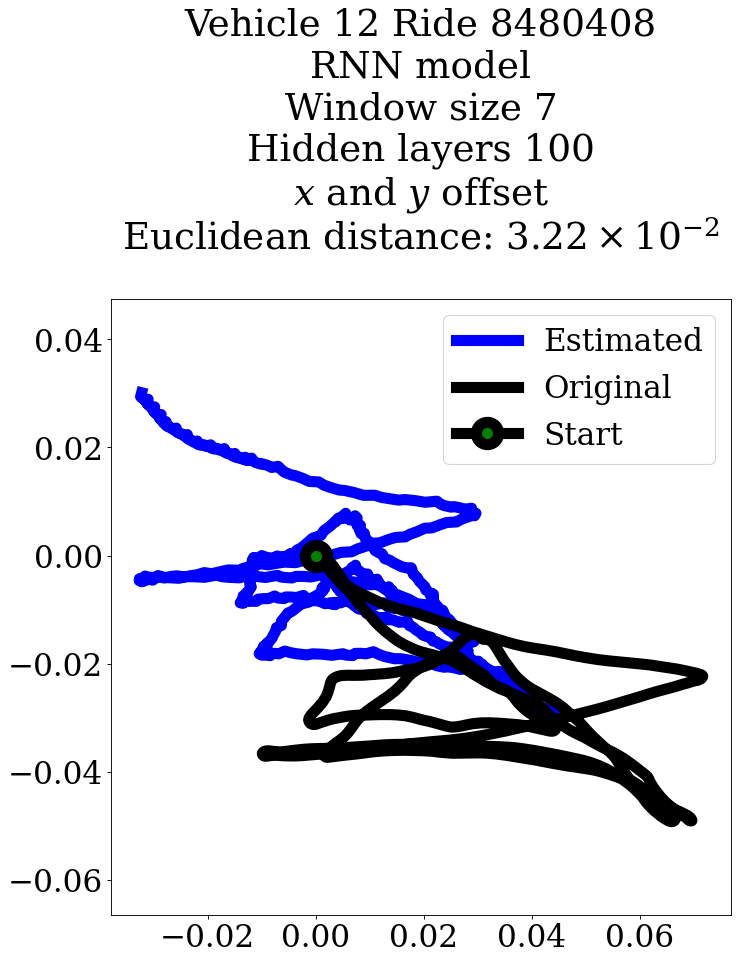 Vehicle 12 Ride 8480408
RNN model
Window size 7
Hidden layers 100
x and y offset
Euclidean distance: 3.22 × 10⁻²
Estimated
Original
Start
0.04
0.02
0.00
−0.02
−0.04
−0.06
−0.02 0.00 0.02 0.04 0.06